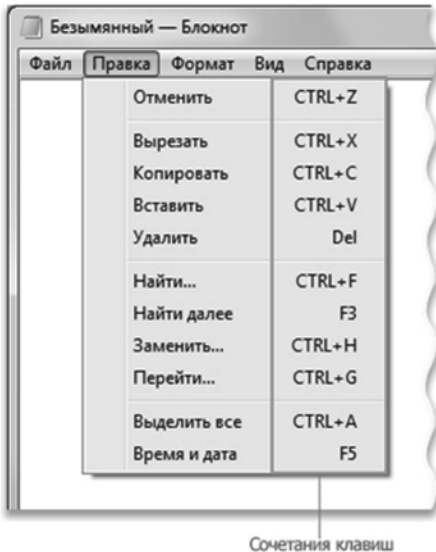 Безымянный — Блокнот
Файл Правка Формат Вид Справка
Отменить CTRL+Z
Вырезать CTRL+X
Копировать CTRL+C
Вставить CTRL+V
Удалить Del
Найти... CTRL+F
Найти далее F3
Заменить... CTRL+H
Перейти... CTRL+G
Выделить все CTRL+A
Время и дата F5
Сочетания клавиш